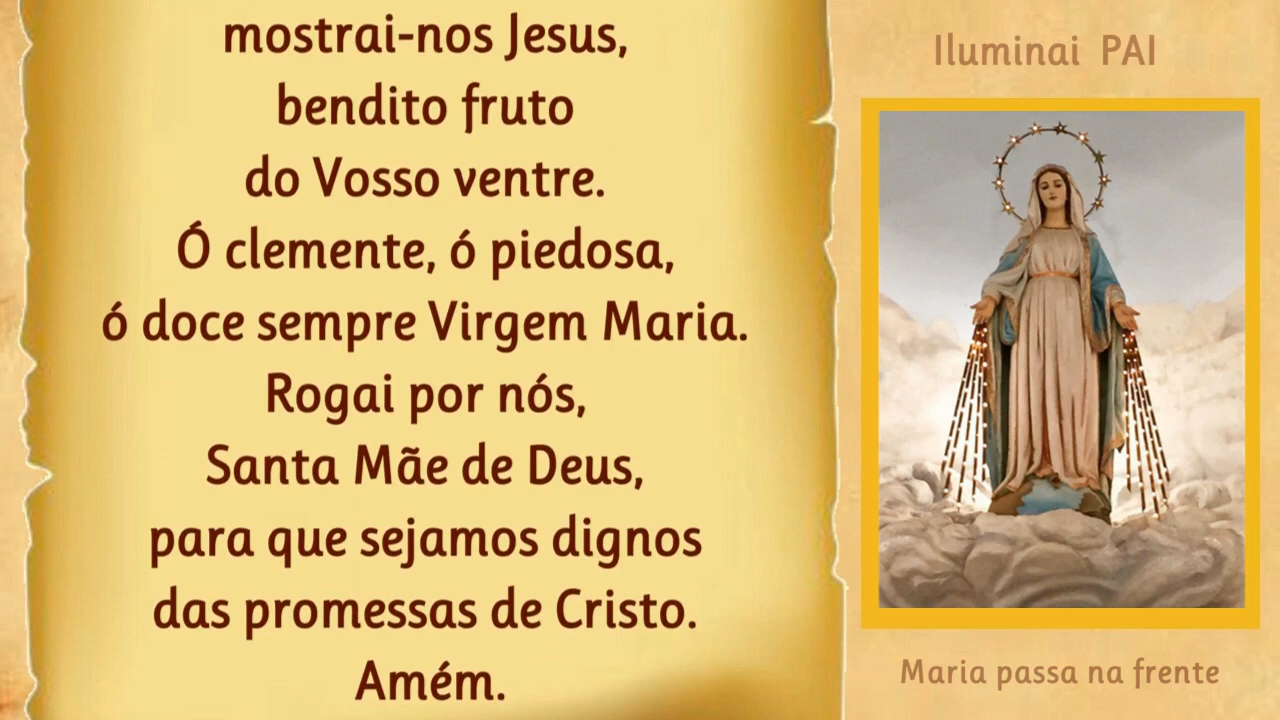 mostrai-nos Jesus,
bendito fruto
do Vosso ventre.
Ó clemente, ó piedosa,
ó doce sempre Virgem Maria.
Rogai por nós,
Santa Mãe de Deus,
para que sejamos dignos
das promessas de Cristo.
Amém.
Iluminai PAI
Maria passa na frente